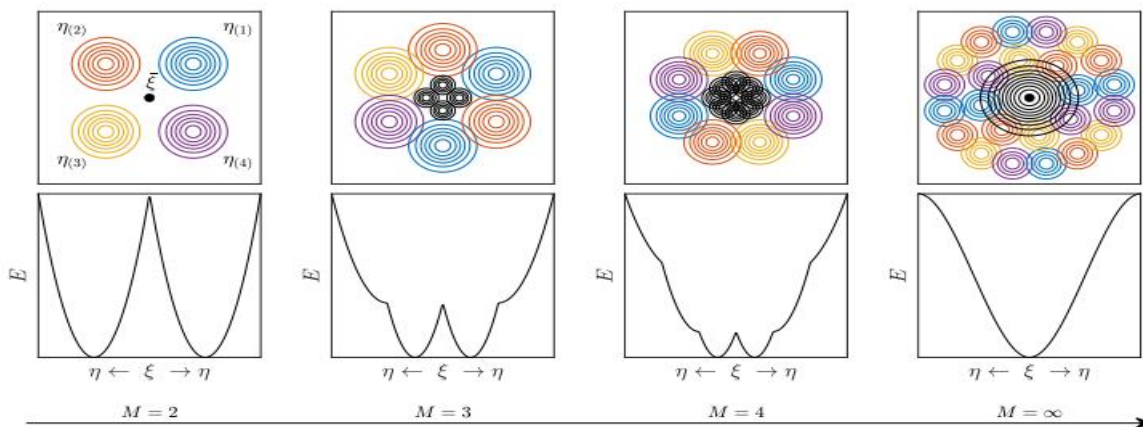 η(2) η(1)
ξ̄
η(3) η(4)
E E E E
η ← ξ → η η ← ξ → η η ← ξ → η η ← ξ → η
M = 2 M = 3 M = 4 M = ∞